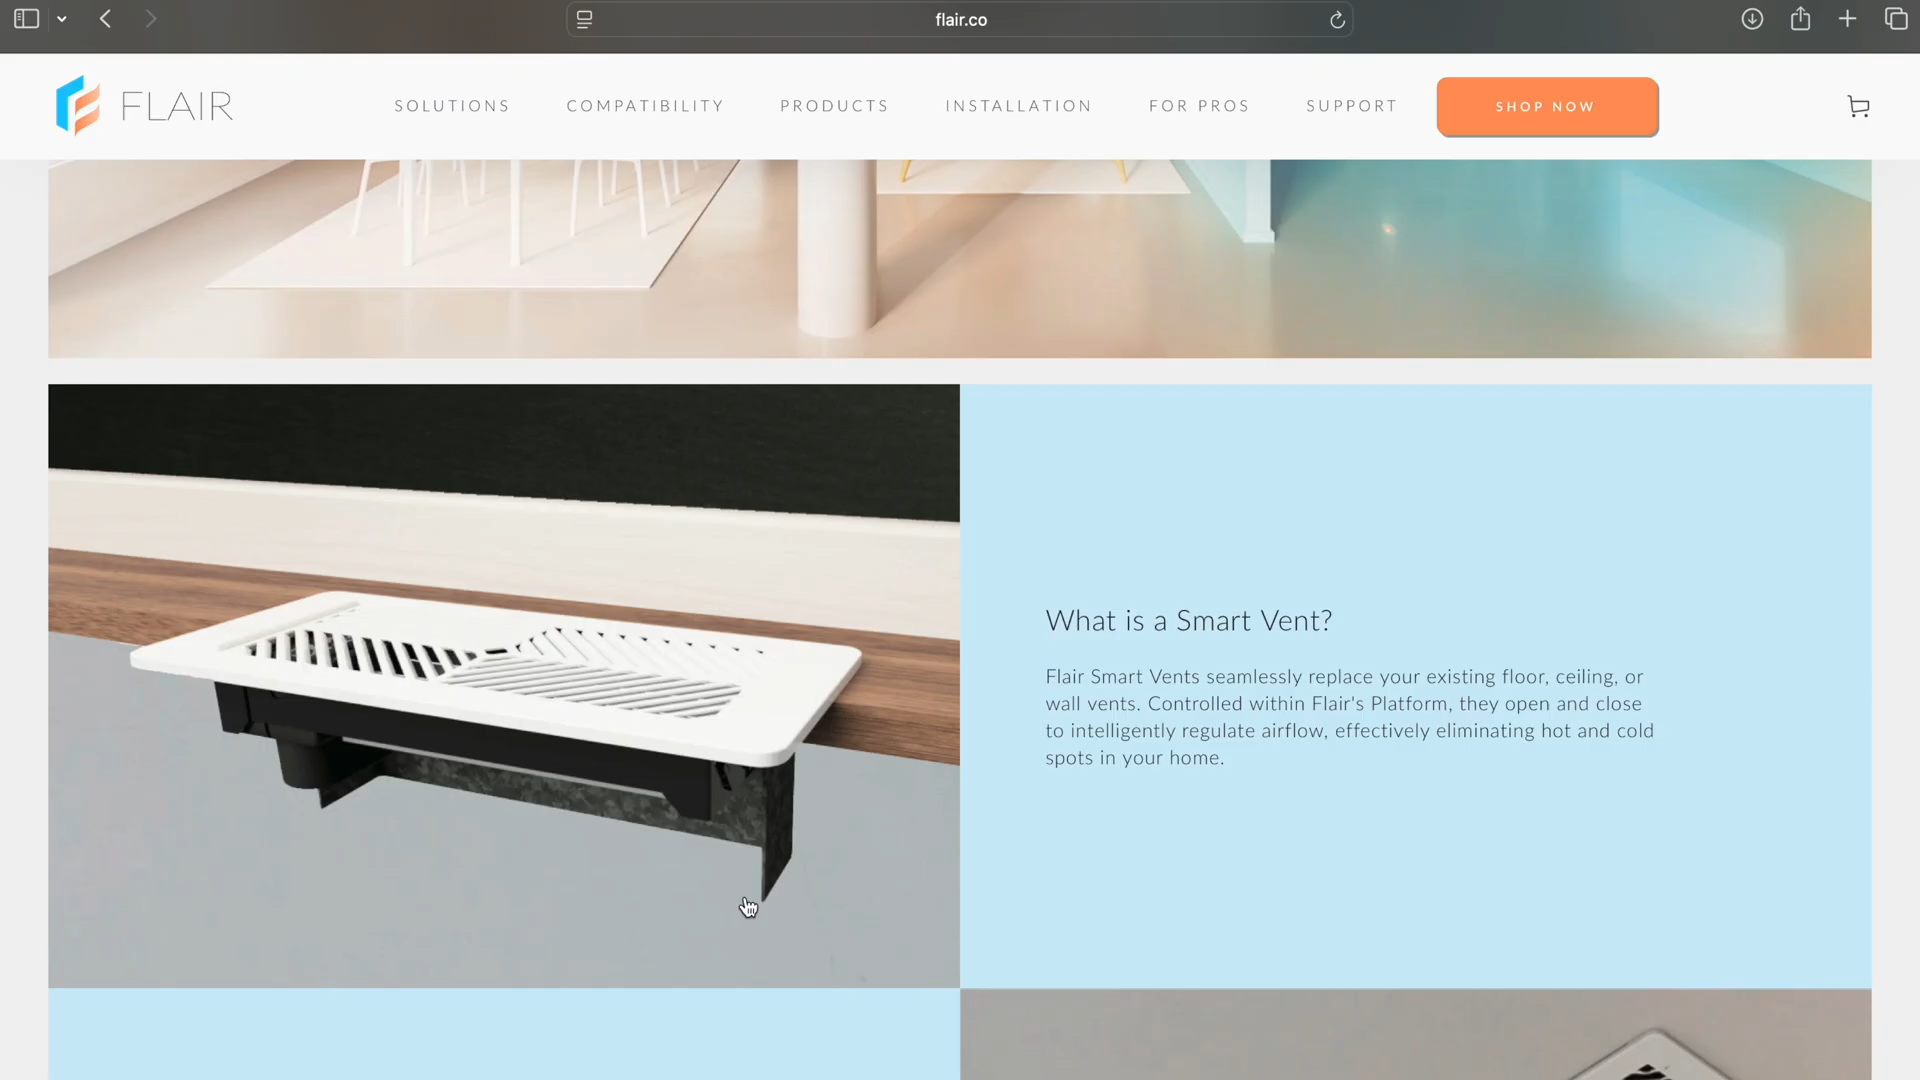 flair.co
FLAIR
SOLUTIONS
COMPATIBILITY
PRODUCTS
INSTALLATION
FOR PROS
SUPPORT
SHOP NOW
What is a Smart Vent?
Flair Smart Vents seamlessly replace your existing floor, ceiling, or
wall vents. Controlled within Flair's Platform, they open and close
to intelligently regulate airflow, effectively eliminating hot and cold
spots in your home.